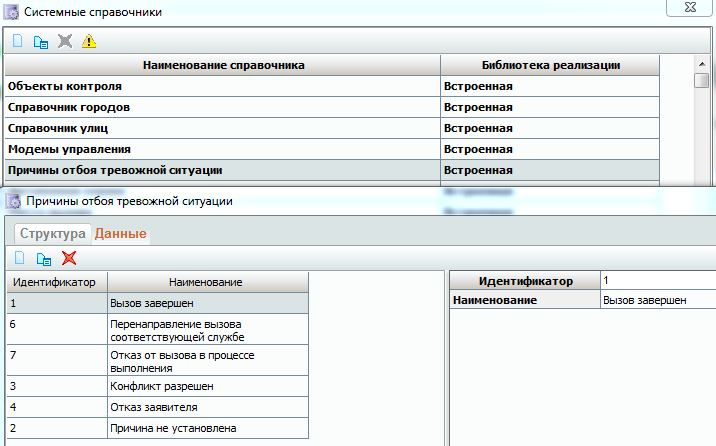 Системные справочники
Наименование справочника Библиотека реализации
Объекты контроля Встроенная
Справочник городов Встроенная
Справочник улиц Встроенная
Модемы управления Встроенная
Причины отбоя тревожной ситуации Встроенная
Причины отбоя тревожной ситуации
Структура Данные
Идентификатор Наименование
1 Вызов завершен
6 Перенаправление вызова
соответствующей службе
7 Отказ от вызова в процессе
выполнения
3 Конфликт разрешен
4 Отказ заявителя
2 Причина не установлена
Идентификатор 1
Наименование Вызов завершен